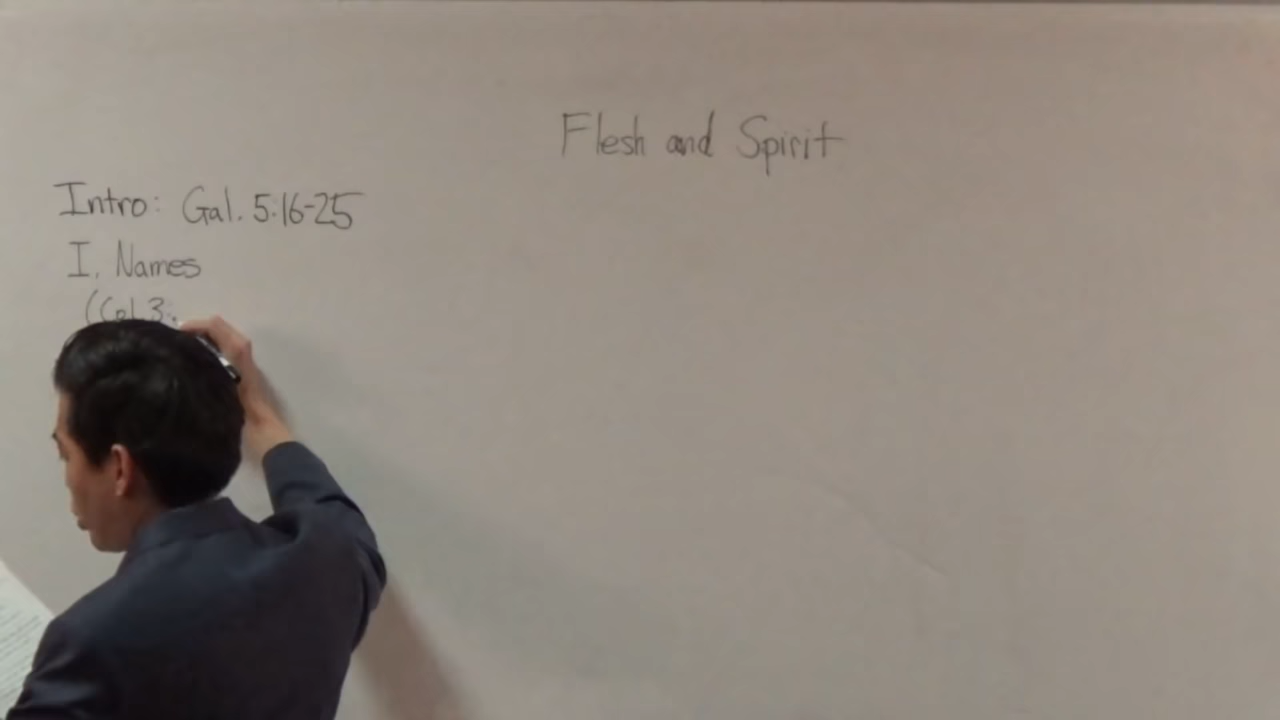 Flesh and Spirit
Intro: Gal. 5:16-25
I. Names
(Col. 3: